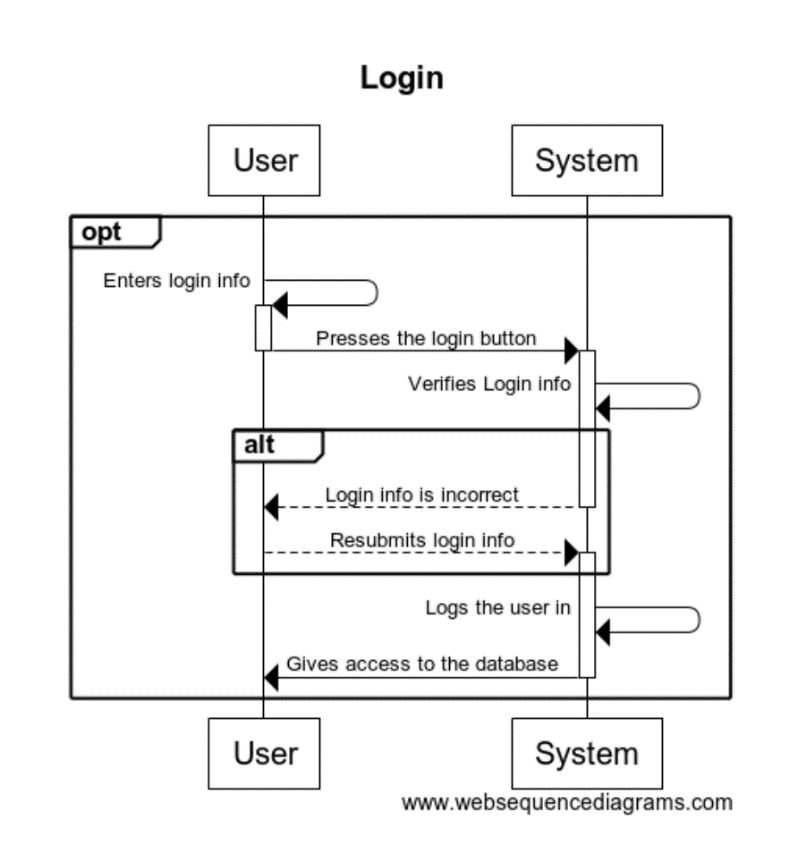 Login
User
System
opt
Enters login info
Presses the login button
Verifies Login info
alt
Login info is incorrect
Resubmits login info
Logs the user in
Gives access to the database
User
System
www.websequencediagrams.com